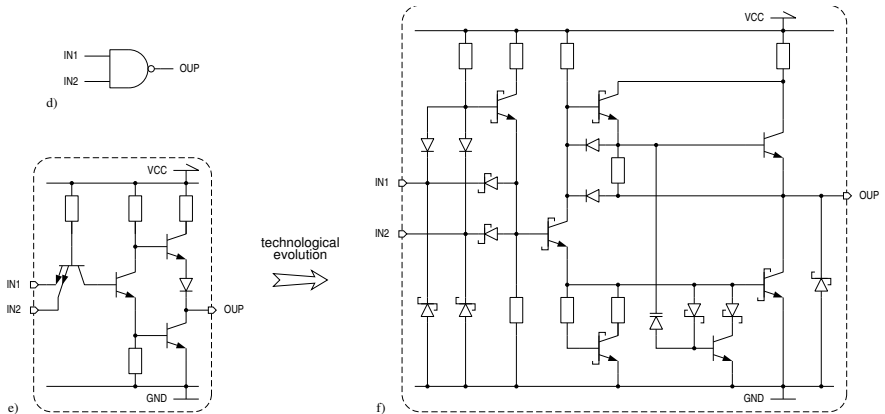 IN1
IN2
OUP
d)
VCC
IN1
IN2
OUP
GND
e)
technological
evolution
VCC
IN1
IN2
OUP
GND
f)